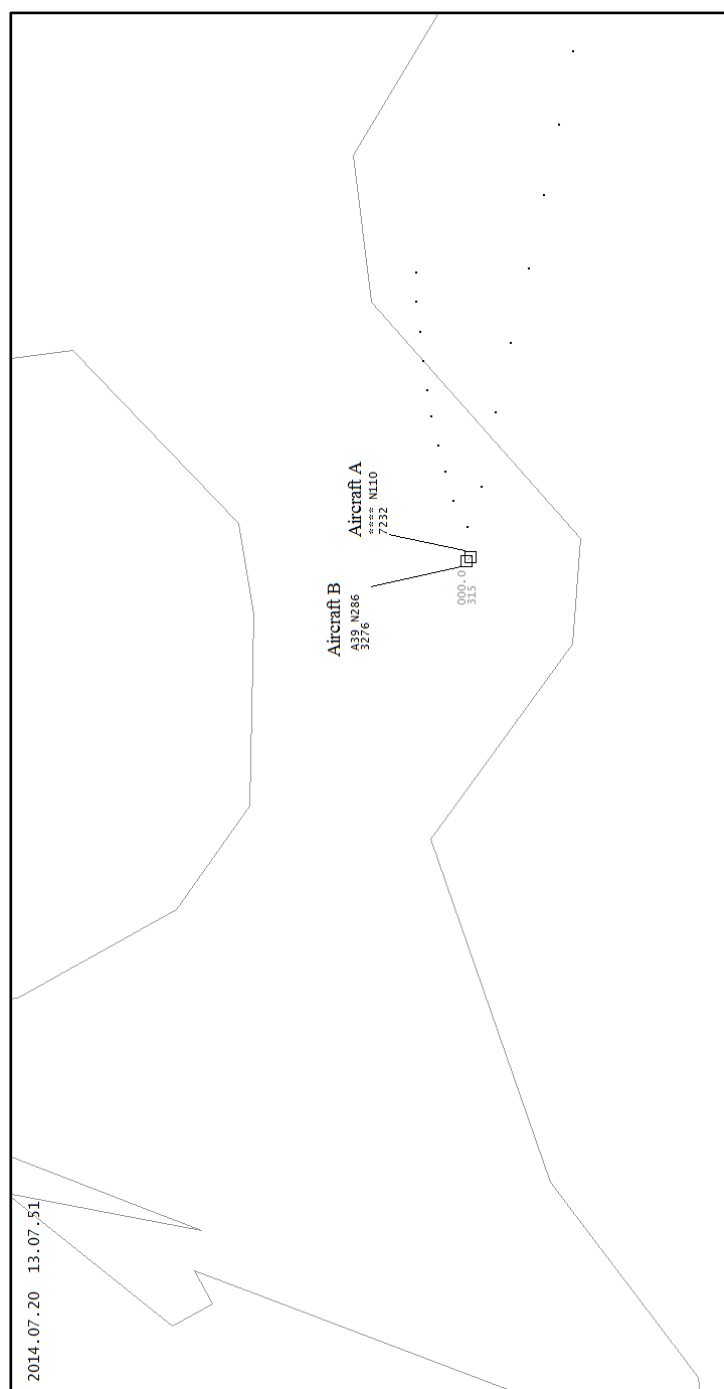 2014.07.20 13.07.51
Aircraft B
A39 N286
3276
Aircraft A
**** N110
7232
000.0
315